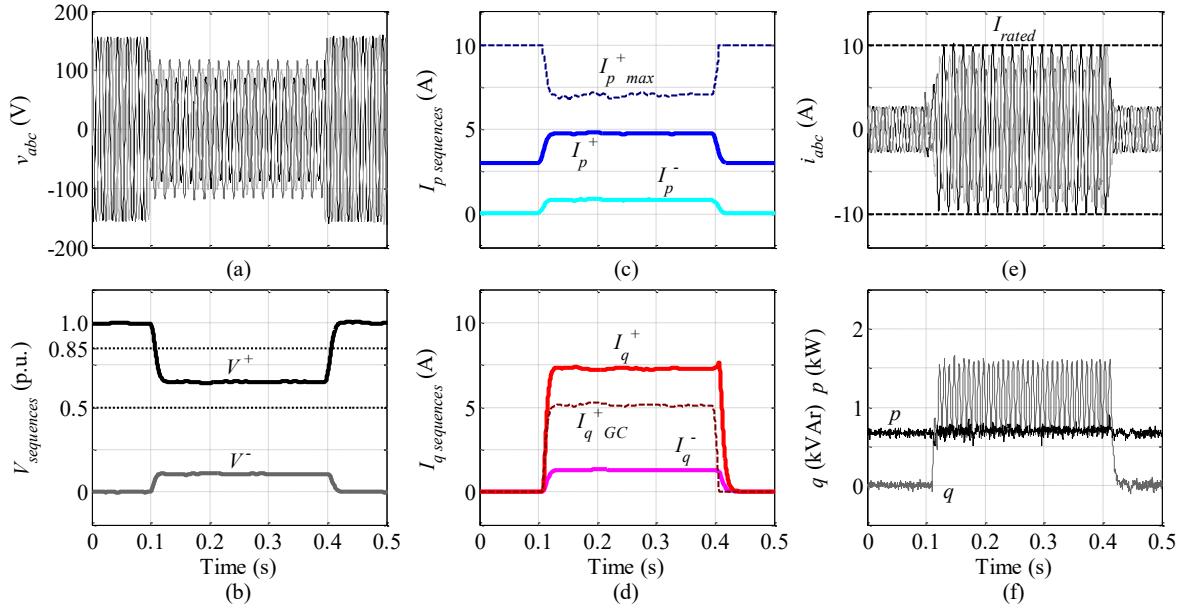 200
100
0
-100
-200
v_abc (V)
(a)
10
5
0
I_p sequences (A)
I_p^+ max
I_p^+
I_p^-
(c)
10
0
-10
i_abc (A)
I_rated
(e)
1.0
0.85
0.5
0
V_sequences (p.u.)
V^+
V^-
0 0.1 0.2 0.3 0.4 0.5
Time (s)
(b)
10
5
0
I_q sequences (A)
I_q^+
I_q^+ GC
I_q^-
0 0.1 0.2 0.3 0.4 0.5
Time (s)
(d)
2
1
0
q (kVAr) p (kW)
p
q
0 0.1 0.2 0.3 0.4 0.5
Time (s)
(f)